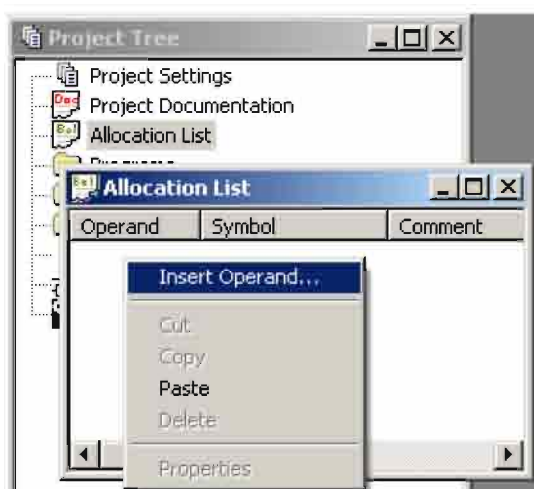 Project Tree
Project Settings
Project Documentation
Allocation List
Allocation List
Operand Symbol Comment
Insert Operand...
Cut
Copy
Paste
Delete
Properties